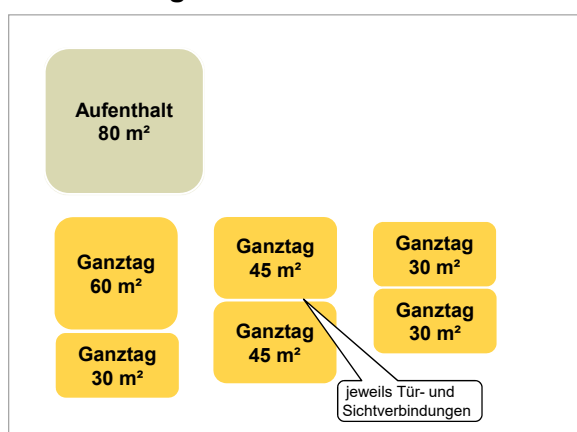 Aufenthalt
80 m²
Ganztag
60 m²
Ganztag
30 m²
Ganztag
45 m²
Ganztag
45 m²
Ganztag
30 m²
Ganztag
30 m²
jeweils Tür- und
Sichtverbindungen